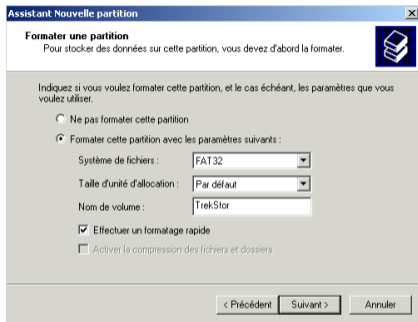 Assistant Nouvelle partition
Formater une partition
Pour stocker des données sur cette partition, vous devez d'abord la formater.
Indiquez si vous voulez formater cette partition, et le cas échéant, les paramètres que vous
voulez utiliser.
Ne pas formater cette partition
Formater cette partition avec les paramètres suivants :
Système de fichiers : FAT32
Taille d'unité d'allocation : Par défaut
Nom de volume : TrekStor
Effectuer un formatage rapide
Activer la compression des fichiers et dossiers
< Précédent Suivant > Annuler